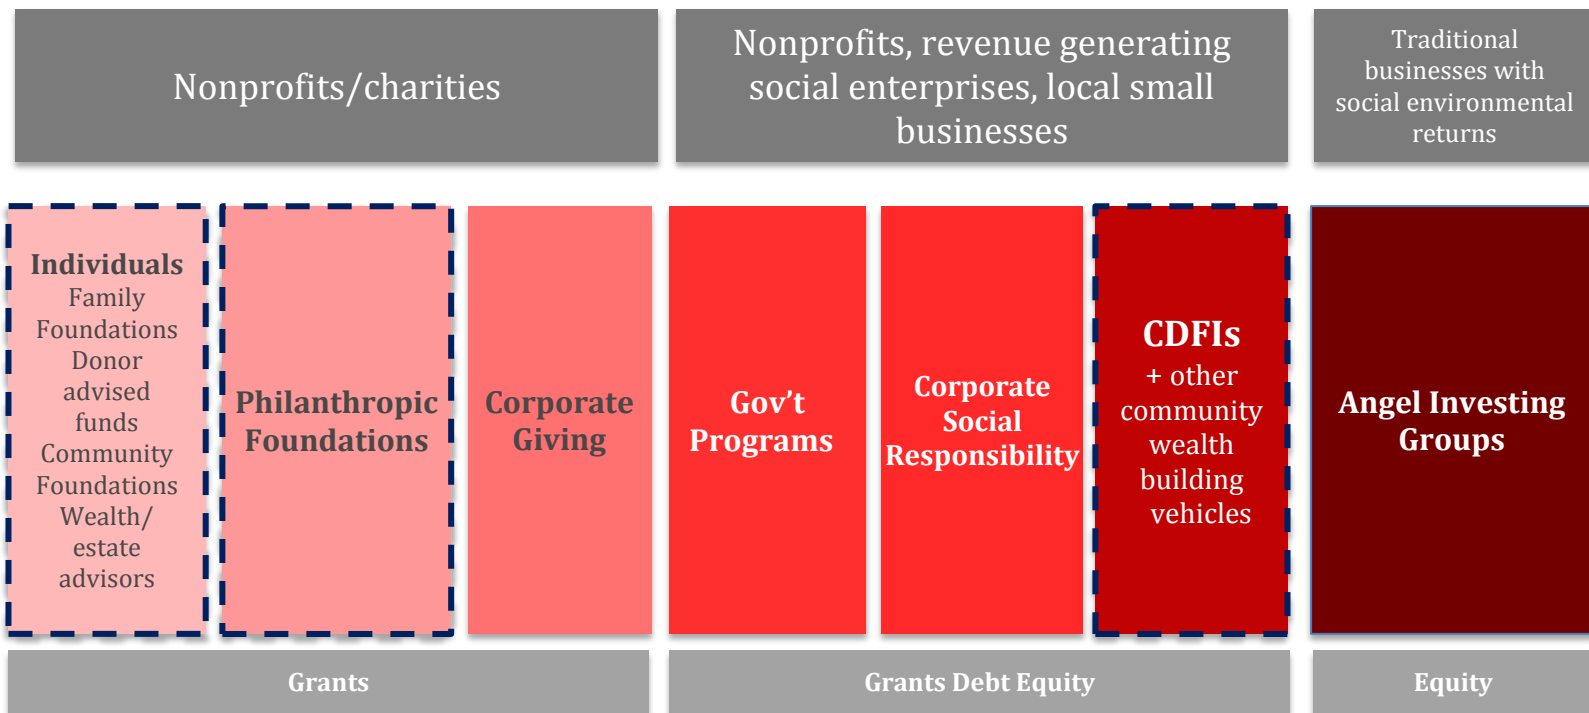 Nonprofits/charities
Nonprofits, revenue generating
social enterprises, local small
businesses
Traditional
businesses with
social environmental
returns
Individuals
Family
Foundations
Donor
advised
funds
Community
Foundations
Wealth/
estate
advisors
Philanthropic
Foundations
Corporate
Giving
Gov’t
Programs
Corporate
Social
Responsibility
CDFIs
+ other
community
wealth
building
vehicles
Angel Investing
Groups
Grants
Grants Debt Equity
Equity